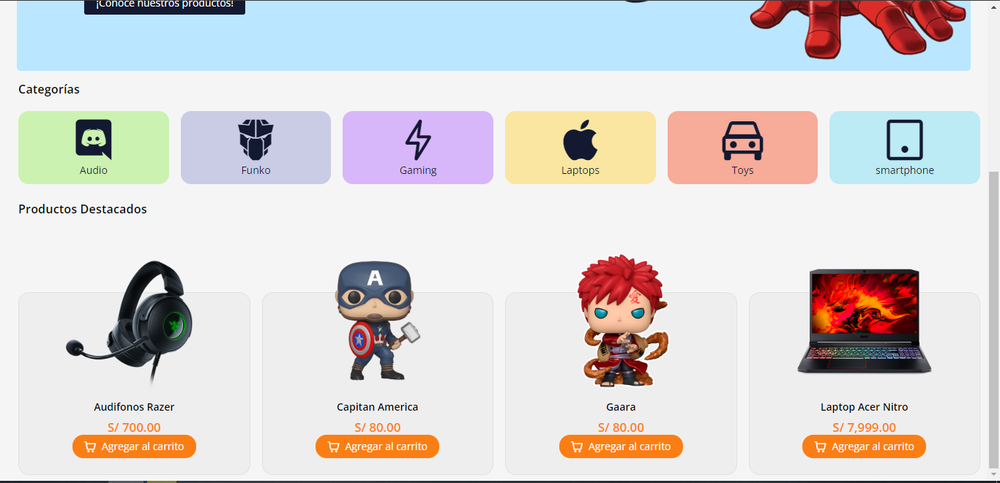 ¡Conoce nuestros productos!
Categorías
Audio
Funko
Gaming
Laptops
Toys
smartphone
Productos Destacados
A
愛
Audifonos Razer
Capitan America
Gaara
Laptop Acer Nitro
S/ 700.00
S/ 80.00
S/ 80.00
S/ 7,999.00
Agregar al carrito
Agregar al carrito
Agregar al carrito
Agregar al carrito